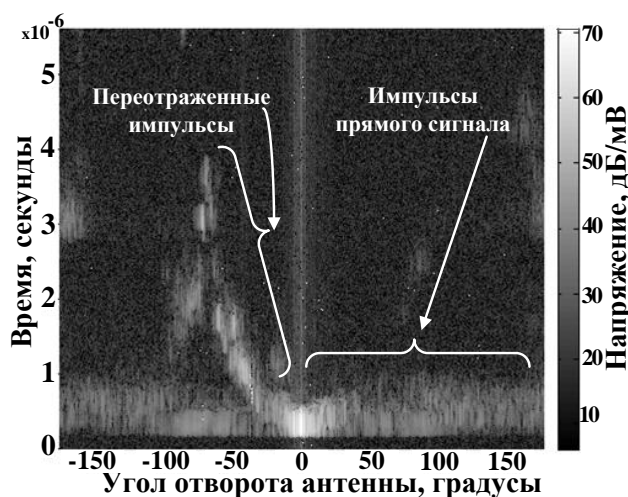 x10⁻⁶
5
4
3
2
1
0
Время, секунды
Переотраженные
импульсы
Импульсы
прямого сигнала
-150
-100
-50
0
50
100
150
Угол отворота антенны, градусы
70
60
50
40
30
20
10
Напряжение, дБ/мВ